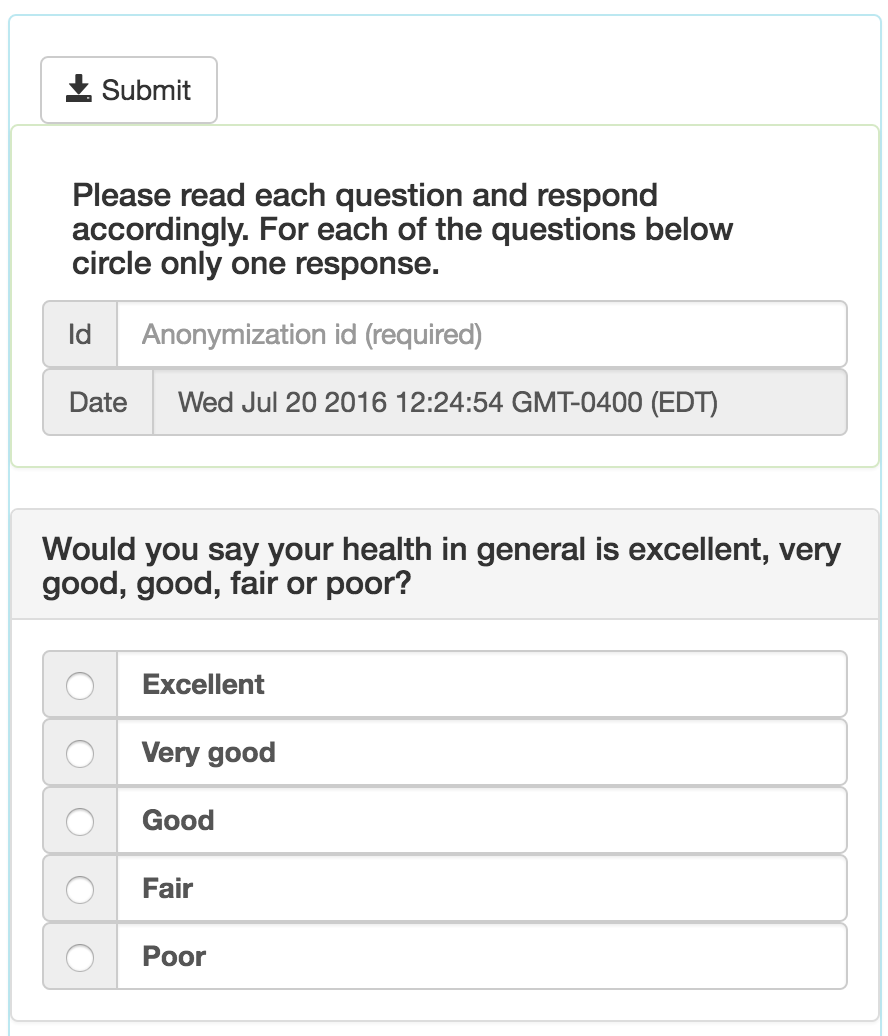 Submit
Please read each question and respond
accordingly. For each of the questions below
circle only one response.
Id Anonymization id (required)
Date Wed Jul 20 2016 12:24:54 GMT-0400 (EDT)
Would you say your health in general is excellent, very
good, good, fair or poor?
Excellent
Very good
Good
Fair
Poor